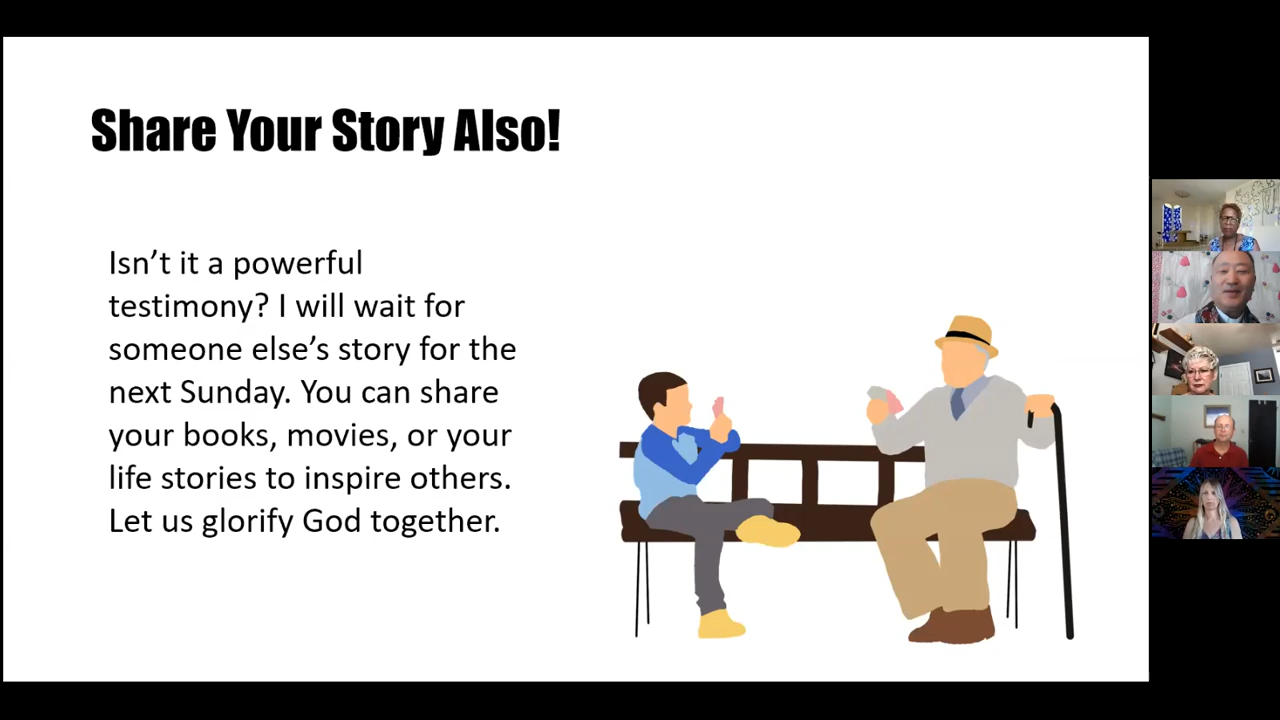 Share Your Story Also!
Isn’t it a powerful
testimony? I will wait for
someone else’s story for the
next Sunday. You can share
your books, movies, or your
life stories to inspire others.
Let us glorify God together.